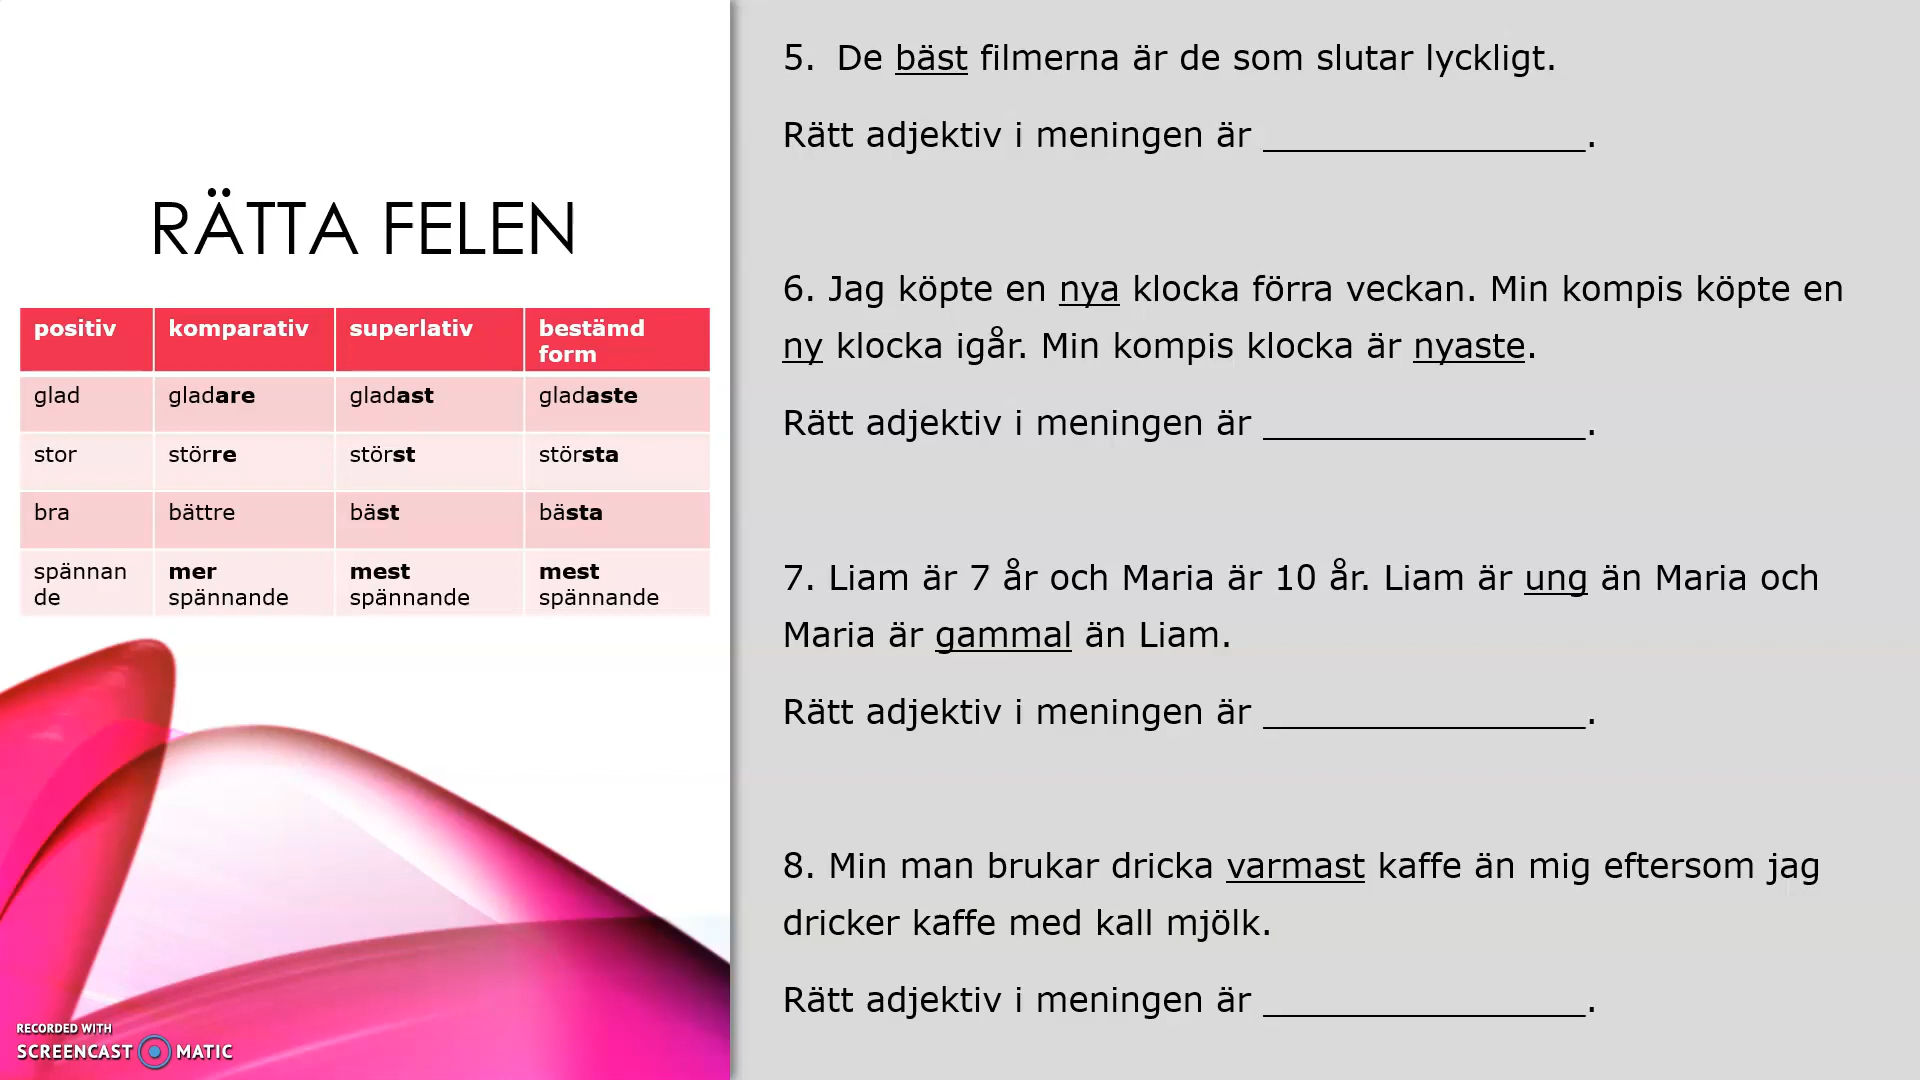 RÄTTA FELEN
positiv komparativ superlativ bestämd form
glad gladare gladast gladaste
stor större störst största
bra bättre bäst bästa
spännande mer spännande mest spännande mest spännande
RECORDED WITH
SCREENCAST MATIC
5. De bäst filmerna är de som slutar lyckligt.
Rätt adjektiv i meningen är _________________.
6. Jag köpte en nya klocka förra veckan. Min kompis köpte en
ny klocka igår. Min kompis klocka är nyaste.
Rätt adjektiv i meningen är _________________.
7. Liam är 7 år och Maria är 10 år. Liam är ung än Maria och
Maria är gammal än Liam.
Rätt adjektiv i meningen är _________________.
8. Min man brukar dricka varmast kaffe än mig eftersom jag
dricker kaffe med kall mjölk.
Rätt adjektiv i meningen är _________________.